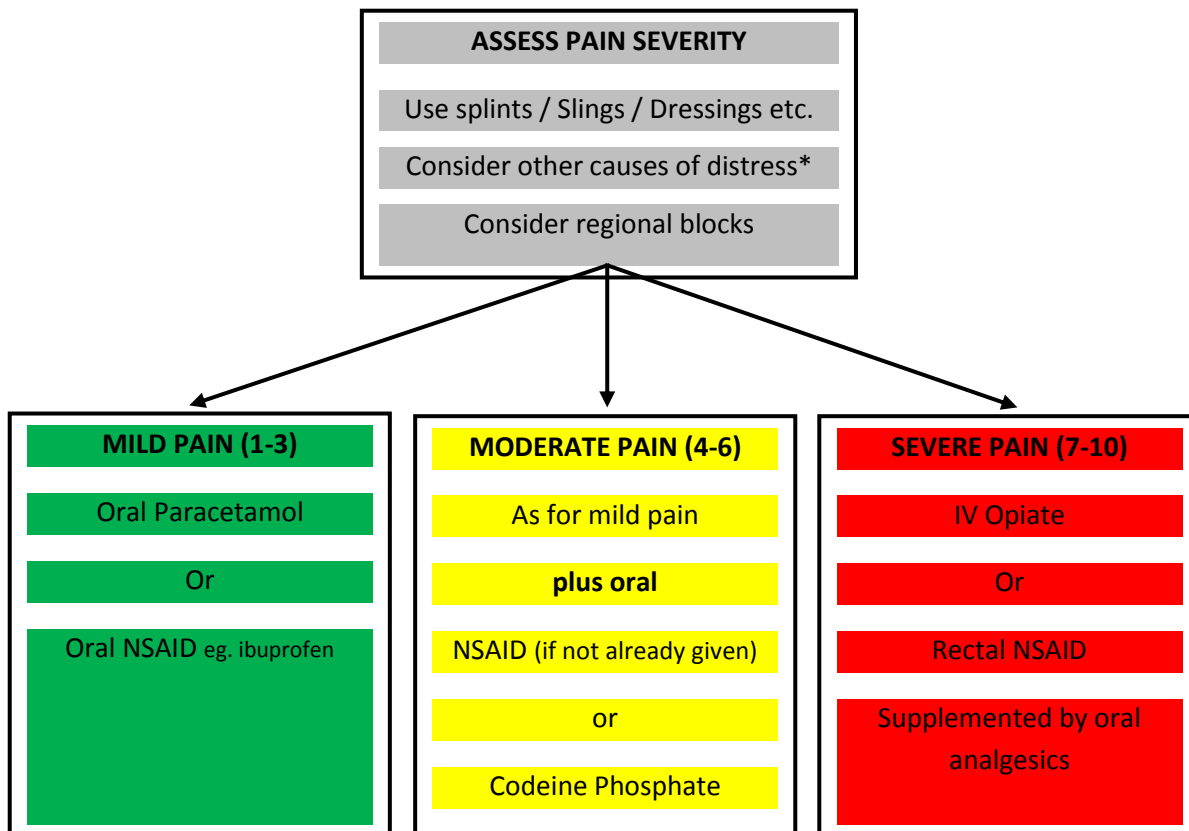 ASSESS PAIN SEVERITY
Use splints / Slings / Dressings etc.
Consider other causes of distress*
Consider regional blocks
MILD PAIN (1-3)
Oral Paracetamol
Or
Oral NSAID eg. ibuprofen
MODERATE PAIN (4-6)
As for mild pain
plus oral
NSAID (if not already given)
or
Codeine Phosphate
SEVERE PAIN (7-10)
IV Opiate
Or
Rectal NSAID
Supplemented by oral
analgesics